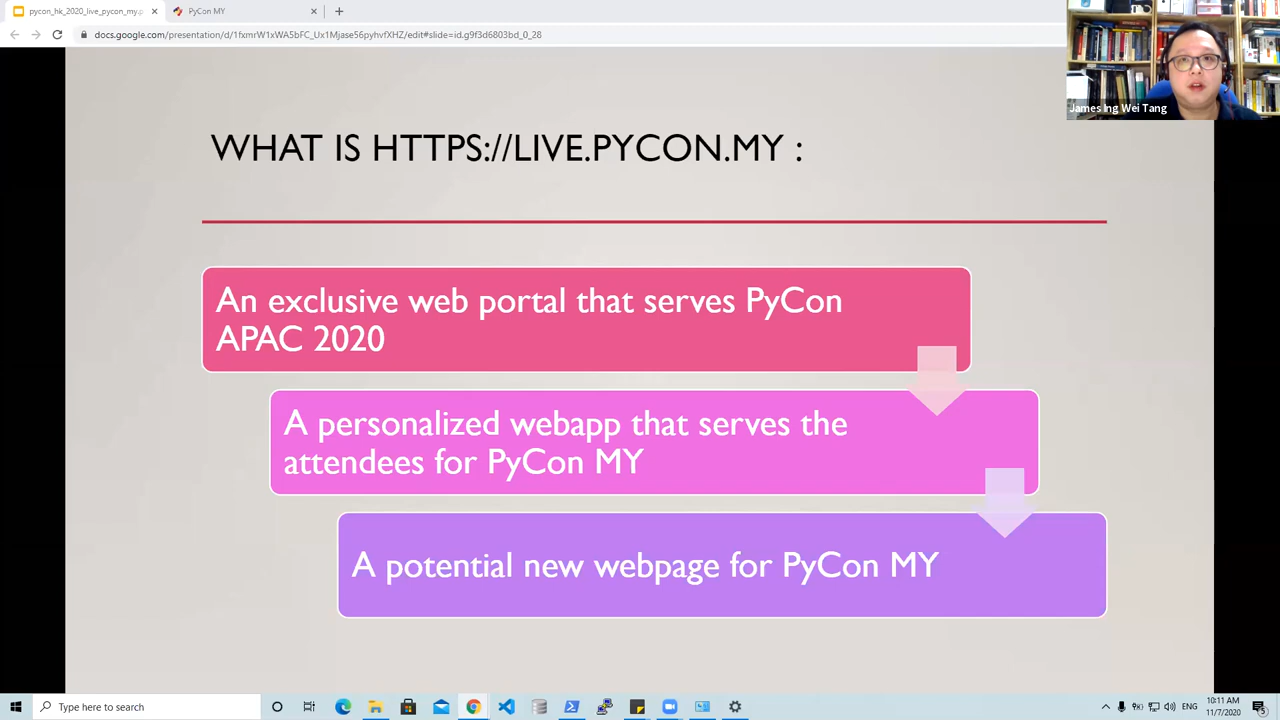 pycon_hk_2020_live_pycon_my.p
PyCon MY
docs.google.com/presentation/d/1fxmrW1xWA5bFC_Ux1Mjase56pyhvfXHZ/edit#slide=id.g9f3d6803bd_0_28
James Ing Wei Tang
WHAT IS HTTPS://LIVE.PYCON.MY :
An exclusive web portal that serves PyCon
APAC 2020
A personalized webapp that serves the
attendees for PyCon MY
A potential new webpage for PyCon MY
Type here to search
ENG
10:11 AM
11/7/2020